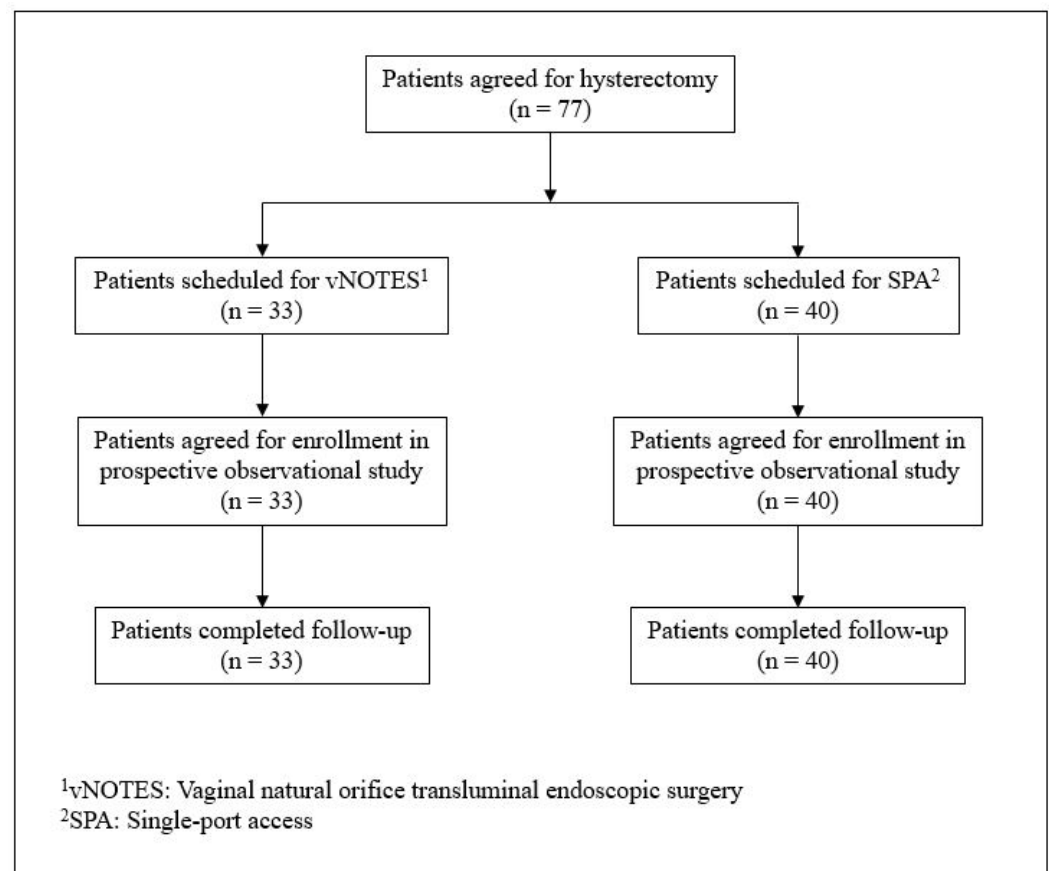 Patients agreed for hysterectomy
(n = 77)
Patients scheduled for vNOTES¹
(n = 33)
Patients scheduled for SPA²
(n = 40)
Patients agreed for enrollment in
prospective observational study
(n = 33)
Patients agreed for enrollment in
prospective observational study
(n = 40)
Patients completed follow-up
(n = 33)
Patients completed follow-up
(n = 40)
¹vNOTES: Vaginal natural orifice transluminal endoscopic surgery
²SPA: Single-port access